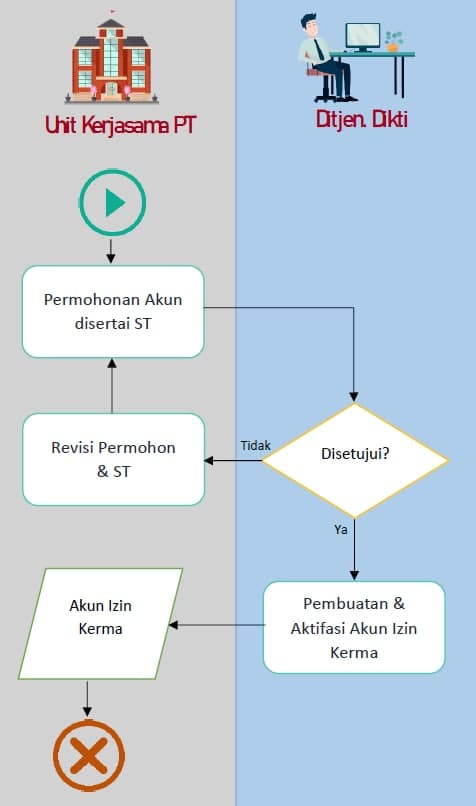 Unit Kerjasama PT
Ditjen. Dikti
Permohonan Akun
disertai ST
Revisi Permohon
& ST
Tidak
Disetujui?
Ya
Pembuatan &
Aktifasi Akun Izin
Kerma
Akun Izin
Kerma